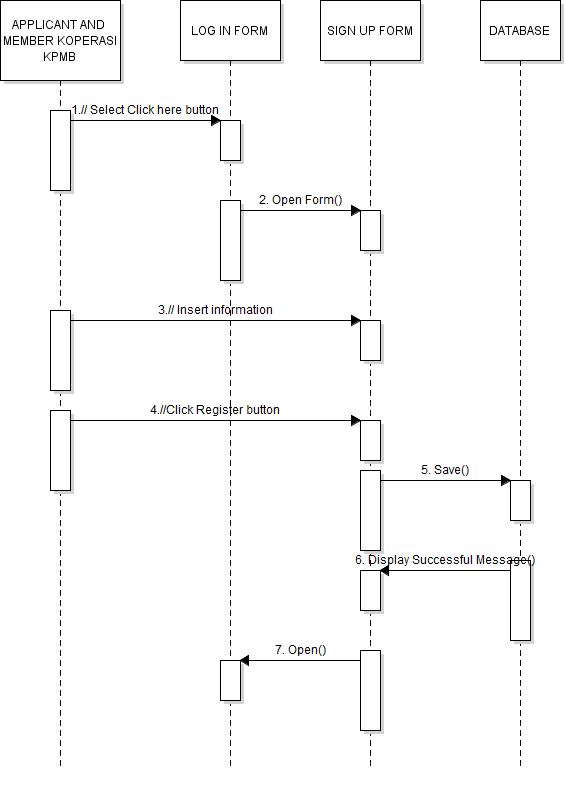 APPLICANT AND
MEMBER KOPERASI
KPMB
LOG IN FORM
SIGN UP FORM
DATABASE
1.// Select Click here button
2. Open Form()
3.// Insert information
4.//Click Register button
5. Save()
6. Display Successful Message()
7. Open()